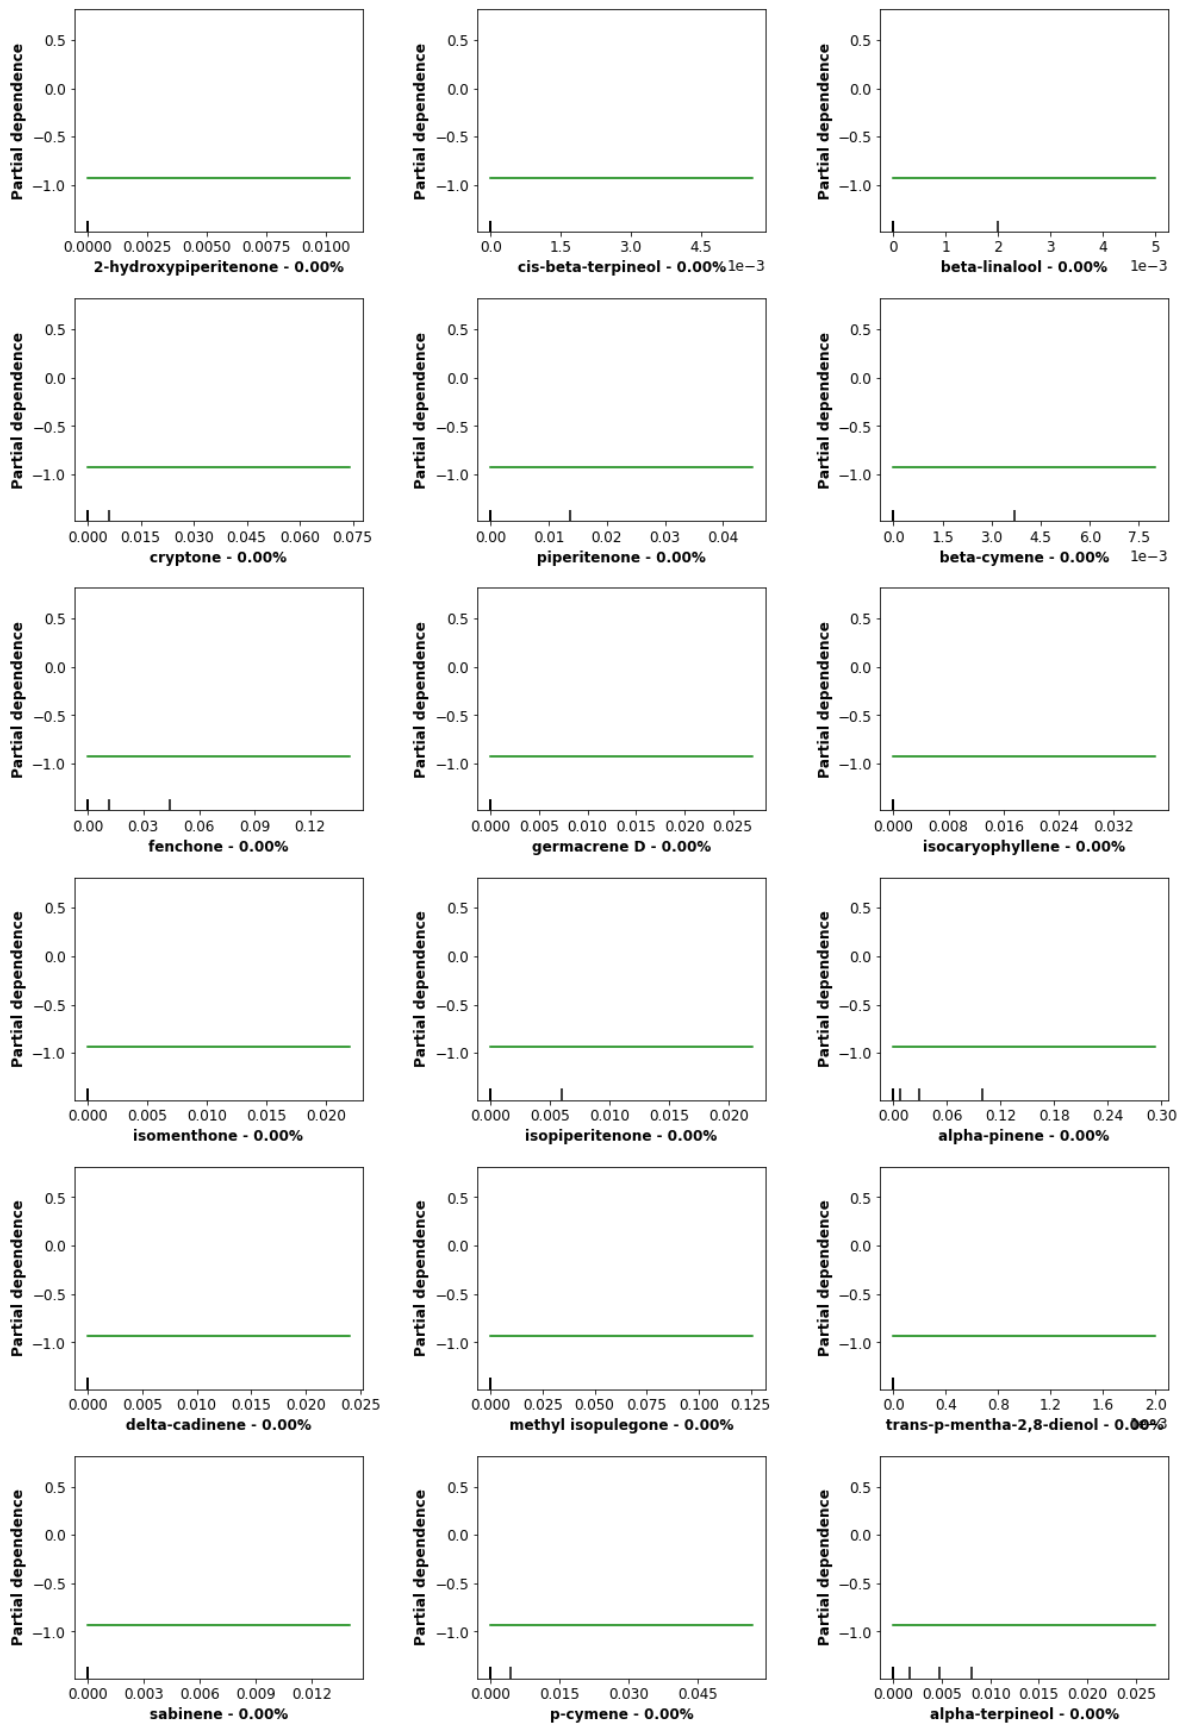 Partial dependence
0.5
0.0
−0.5
−1.0
0.0000 0.0025 0.0050 0.0075 0.0100
2-hydroxypiperitenone - 0.00%
Partial dependence
0.5
0.0
−0.5
−1.0
0.0 1.5 3.0 4.5
cis-beta-terpineol - 0.00% 1e−3
Partial dependence
0.5
0.0
−0.5
−1.0
0 1 2 3 4 5
beta-linalool - 0.00% 1e−3
Partial dependence
0.5
0.0
−0.5
−1.0
0.000 0.015 0.030 0.045 0.060 0.075
cryptone - 0.00%
Partial dependence
0.5
0.0
−0.5
−1.0
0.00 0.01 0.02 0.03 0.04
piperitenone - 0.00%
Partial dependence
0.5
0.0
−0.5
−1.0
0.0 1.5 3.0 4.5 6.0 7.5
beta-cymene - 0.00% 1e−3
Partial dependence
0.5
0.0
−0.5
−1.0
0.00 0.03 0.06 0.09 0.12
fenchone - 0.00%
Partial dependence
0.5
0.0
−0.5
−1.0
0.000 0.005 0.010 0.015 0.020 0.025
germacrene D - 0.00%
Partial dependence
0.5
0.0
−0.5
−1.0
0.000 0.008 0.016 0.024 0.032
isocaryophyllene - 0.00%
Partial dependence
0.5
0.0
−0.5
−1.0
0.000 0.005 0.010 0.015 0.020
isomenthone - 0.00%
Partial dependence
0.5
0.0
−0.5
−1.0
0.000 0.005 0.010 0.015 0.020
isopiperitenone - 0.00%
Partial dependence
0.5
0.0
−0.5
−1.0
0.00 0.06 0.12 0.18 0.24 0.30
alpha-pinene - 0.00%
Partial dependence
0.5
0.0
−0.5
−1.0
0.000 0.005 0.010 0.015 0.020 0.025
delta-cadinene - 0.00%
Partial dependence
0.5
0.0
−0.5
−1.0
0.000 0.025 0.050 0.075 0.100 0.125
methyl isopulegone - 0.00%
Partial dependence
0.5
0.0
−0.5
−1.0
0.0 0.4 0.8 1.2 1.6 2.0
trans-p-mentha-2,8-dienol - 0.00% 1e−3
Partial dependence
0.5
0.0
−0.5
−1.0
0.000 0.003 0.006 0.009 0.012
sabinene - 0.00%
Partial dependence
0.5
0.0
−0.5
−1.0
0.000 0.015 0.030 0.045
p-cymene - 0.00%
Partial dependence
0.5
0.0
−0.5
−1.0
0.000 0.005 0.010 0.015 0.020 0.025
alpha-terpineol - 0.00%